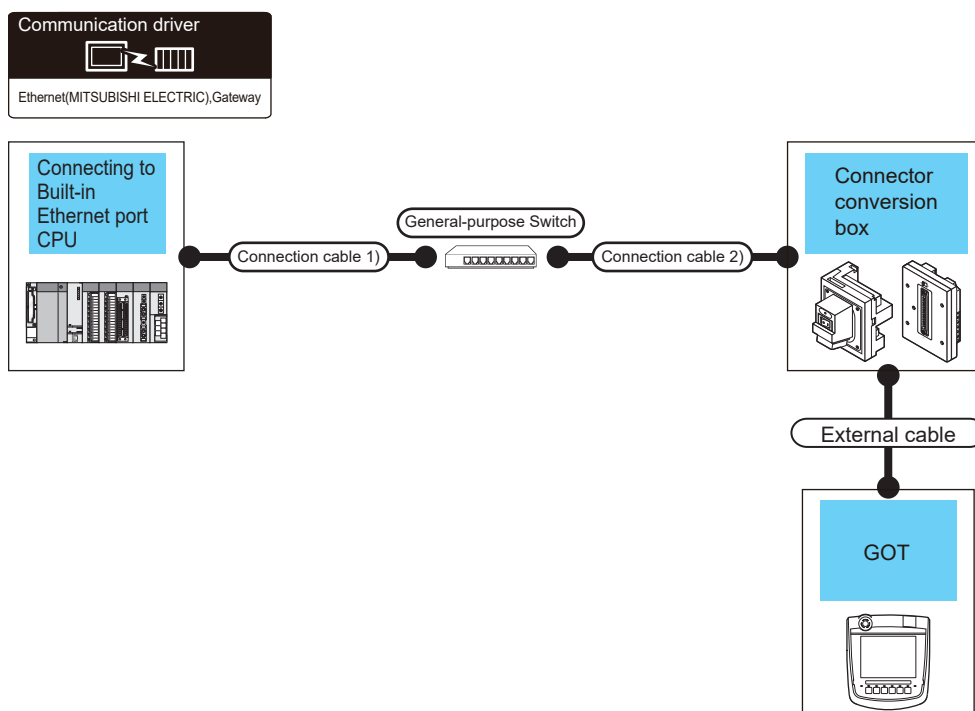 Communication driver
Ethernet(MITSUBISHI ELECTRIC),Gateway
Connecting to
Built-in
Ethernet port
CPU
Connection cable 1)
General-purpose Switch
Connection cable 2)
Connector
conversion
box
External cable
GOT